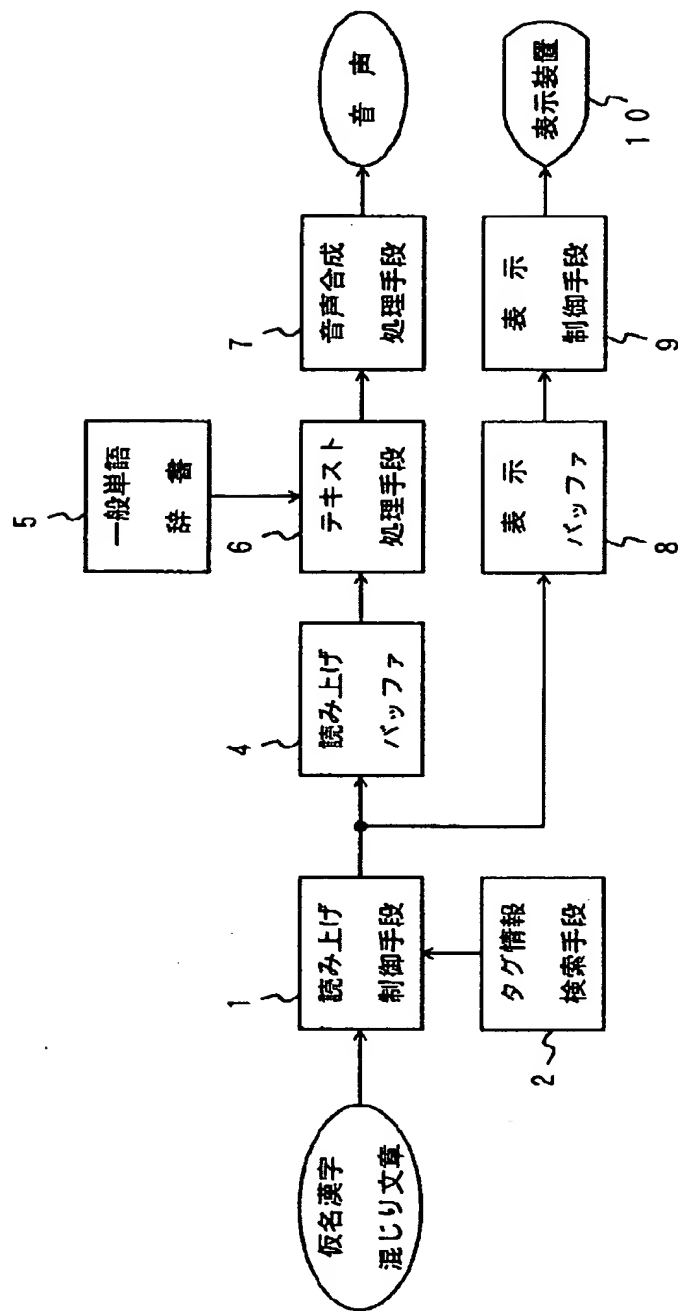 仮名漢字
混じり文章
1
読み上げ
制御手段
タグ情報
検索手段
2
4
読み上げ
バッファ
5
一般単語
辞書
6
テキスト
処理手段
7
音声合成
処理手段
音声
表示
バッファ
8
表示
制御手段
9
表示装置
10